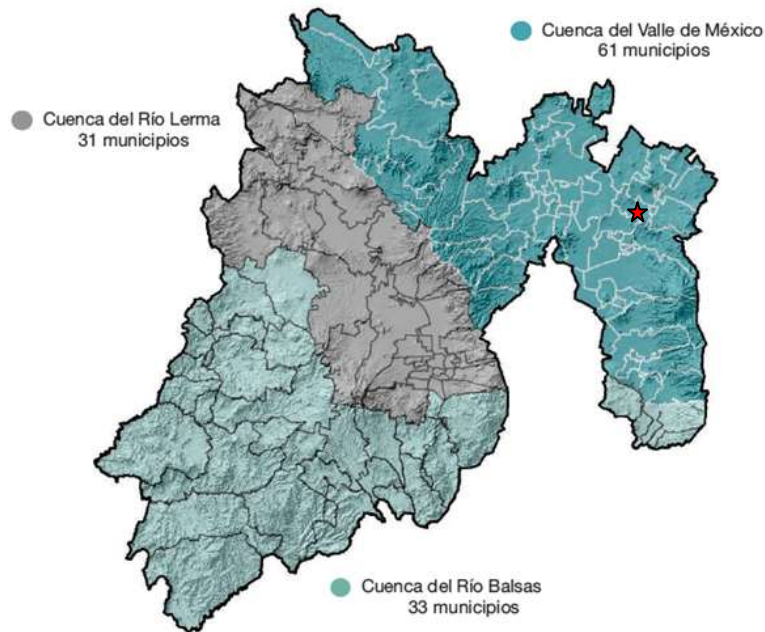 Cuenca del Valle de México
61 municipios
Cuenca del Río Lerma
31 municipios
Cuenca del Río Balsas
33 municipios